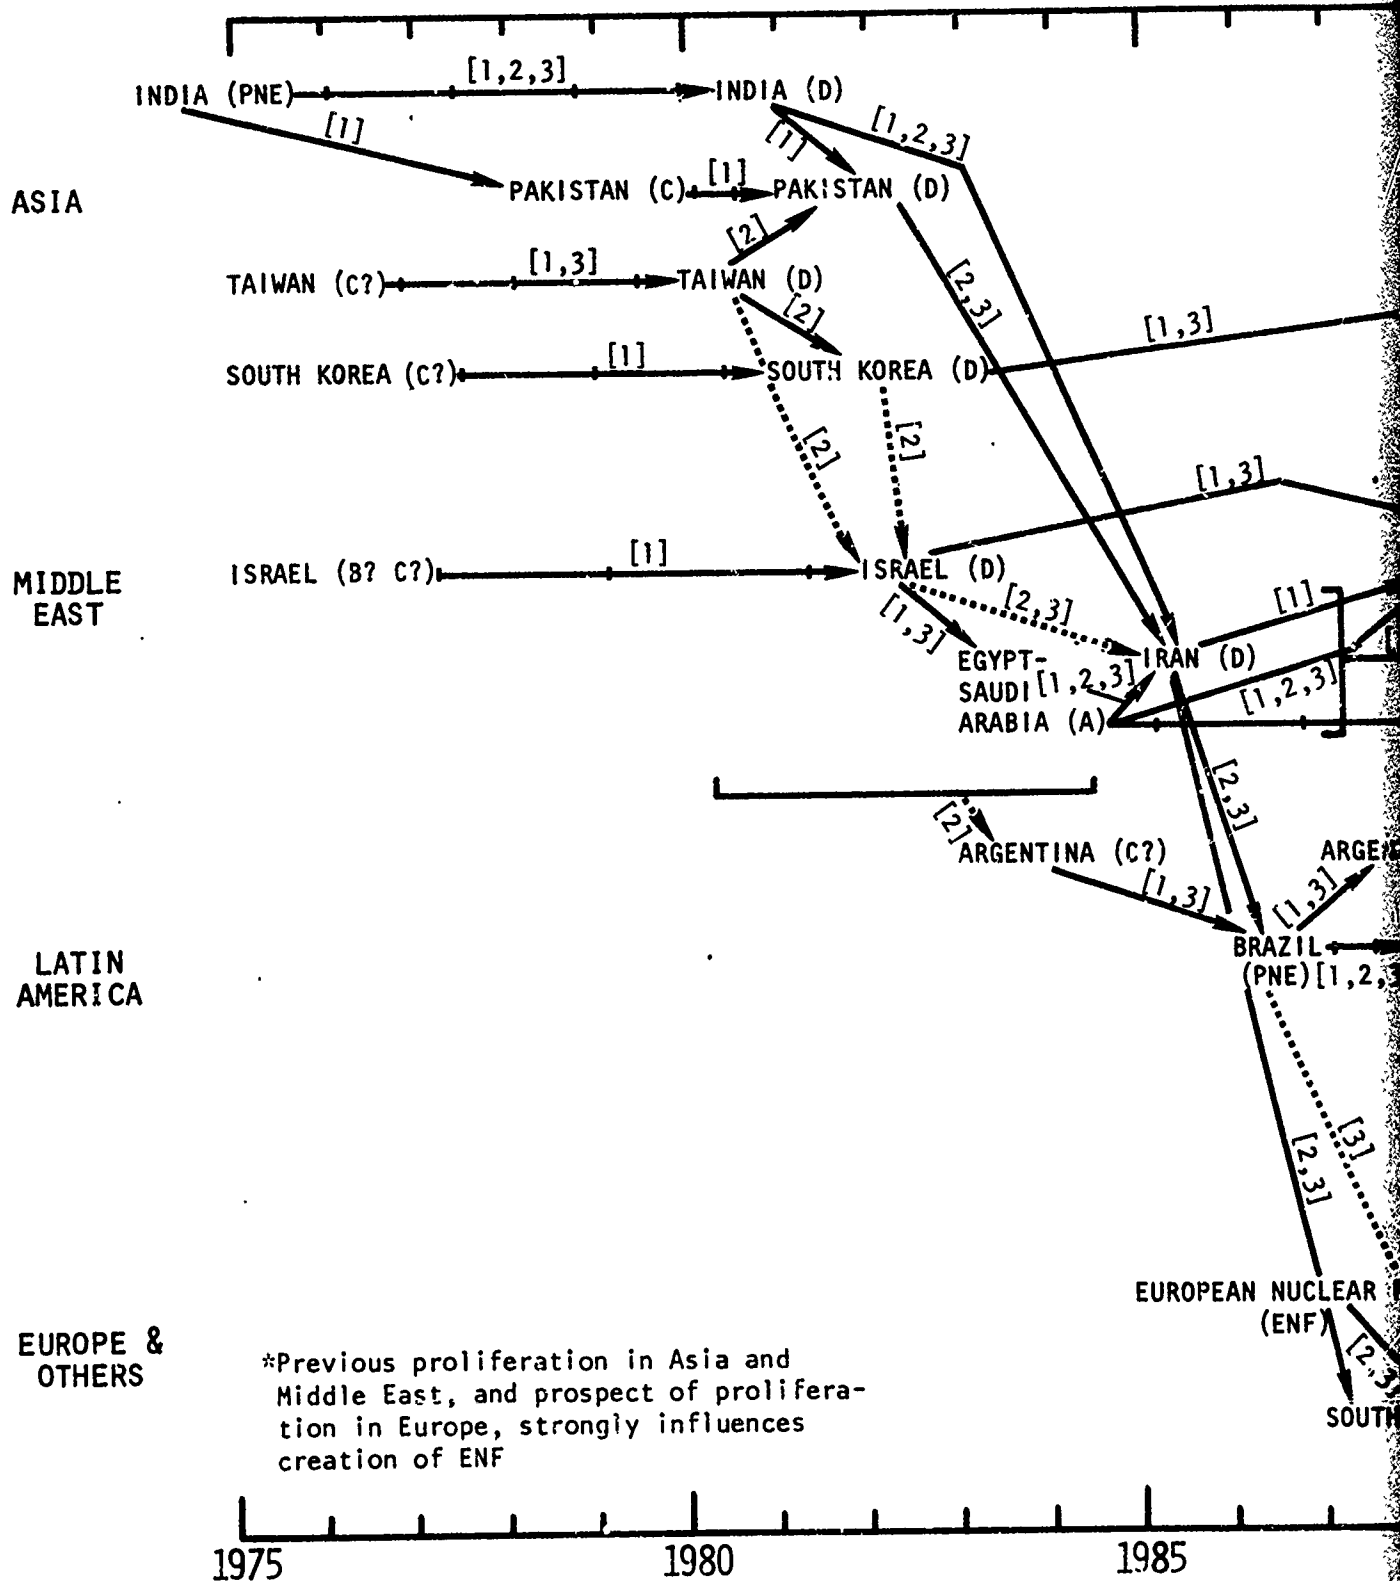 [1,2,3]
INDIA (PNE) INDIA (D)
[1] [1] [1,2,3]
ASIA
PAKISTAN (C) [1] PAKISTAN (D)
[2]
[1,3]
TAIWAN (C?) TAIWAN (D)
[2] [2,3]
[1,3]
[1]
SOUTH KOREA (C?) SOUTH KOREA (D)
[2] [2]
[1,3]
MIDDLE
EAST
[1]
ISRAEL (B? C?) ISRAEL (D)
[1,3] [2,3] [1]
EGYPT-
SAUDI [1,2,3]
ARABIA (A)
IRAN (D)
[1,2,3]
[2,3]
[2]
ARGENTINA (C?)
[1,3] [1,3]
LATIN
AMERICA
BRAZIL
(PNE) [1,2,
[3]
[2,3]
EUROPEAN NUCLEAR
(ENF)
[2,3]
SOUTH
EUROPE &
OTHERS
*Previous proliferation in Asia and
Middle East, and prospect of prolifera-
tion in Europe, strongly influences
creation of ENF
1975 1980 1985